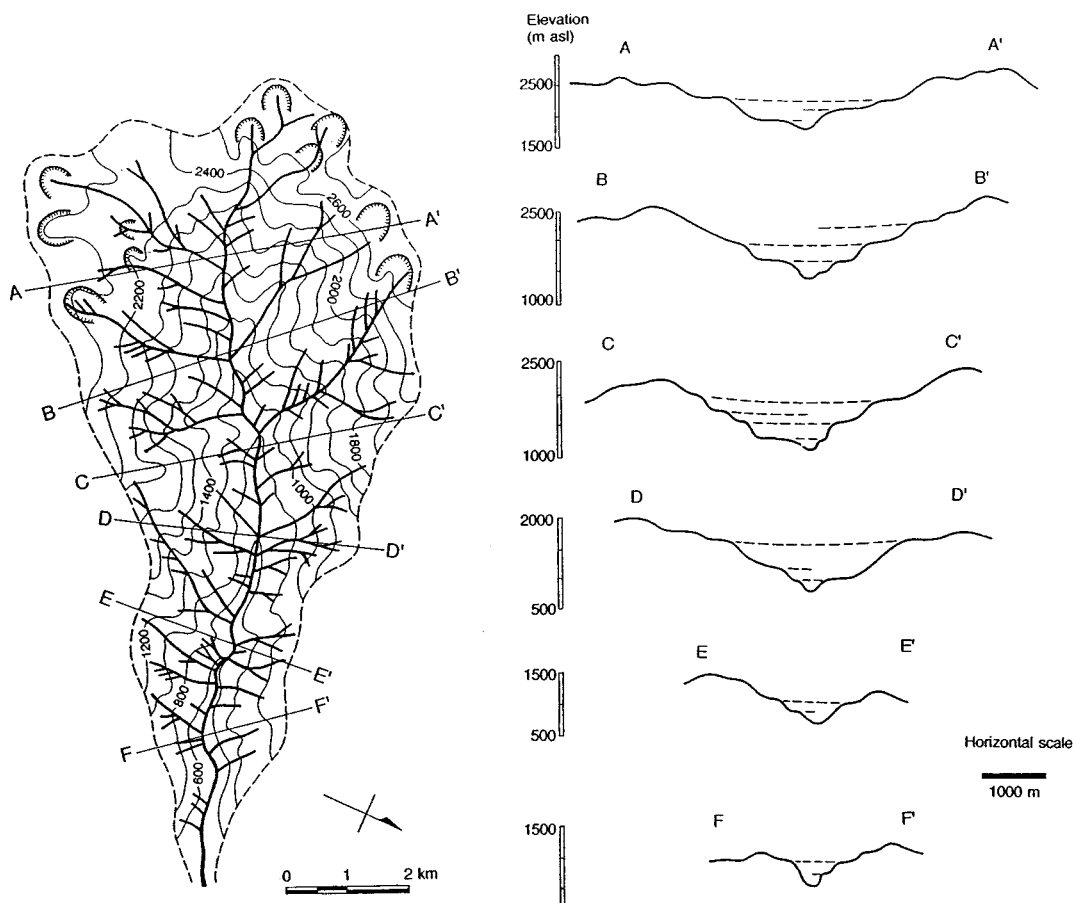 2400
2600
A'
A
2200
2000
B'
B
C'
1800
C
1400
1000
D
D'
E
1200
E'
800
F'
F
600
0 1 2 km
Elevation
(m asl)
A A'
2500
1500
B B'
2500
1000
C C'
2500
1000
D D'
2000
500
E E'
1500
500
Horizontal scale
1000 m
F F'
1500